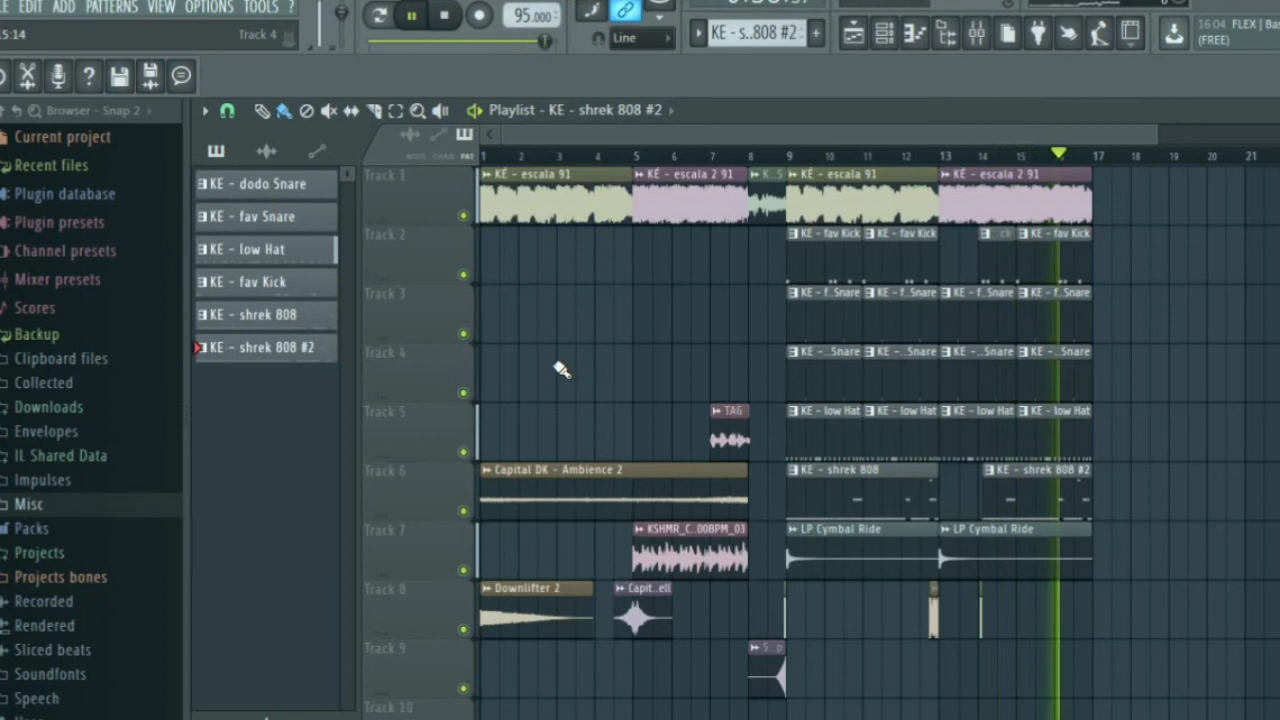 EDIT ADD PATTERNS VIEW OPTIONS TOOLS ?
15:14
Track 4
95.000
Line
KE - s..808 #2
16.04 FLEX | Ba
(FREE)
Browser - Snap 2
Playlist - KE - shrek 808 #2
Current project
Recent files
Plugin database
Plugin presets
Channel presets
Mixer presets
Scores
Backup
Clipboard files
Collected
Downloads
Envelopes
IL Shared Data
Impulses
Misc
Packs
Projects
Projects bones
Recorded
Rendered
Sliced beats
Soundfonts
Speech
KE - dodo Snare
KE - fav Snare
KE - low Hat
KE - fav Kick
KE - shrek 808
KE - shrek 808 #2
NOTE CHAN PAT
1 2 3 4 5 6 7 8 9 10 11 12 13 14 15 17 18 19 20 21
Track 1
KE - escala 91 KE - escala 2 91 K..S KE - escala 91 KE - escala 2 91
Track 2
KE - fav Kick KE - fav Kick ck KE - fav Kick
Track 3
KE - f..Snare KE - f..Snare KE - f..Snare KE - f..Snare
Track 4
KE -..Snare KE -..Snare KE -..Snare KE -..Snare
Track 5
TAG KE - low Hat KE - low Hat KE - low Hat KE - low Hat
Track 6
Capital DK - Ambience 2 KE - shrek 808 KE - shrek 808 #2
Track 7
KSHMR_C..00BPM_03 LP Cymbal Ride LP Cymbal Ride
Track 8
Downlifter 2 Capit..ell
Track 9
S..p
Track 10